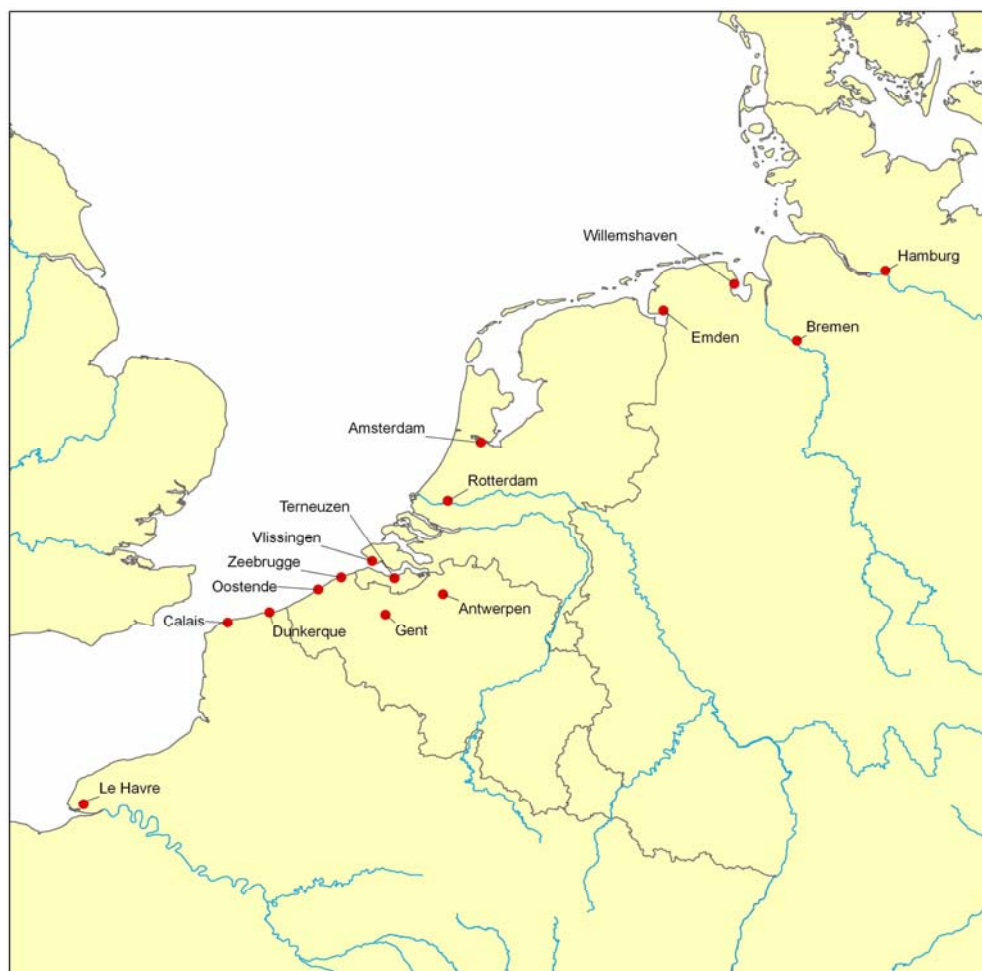 Willemshaven
Hamburg
Emden
Bremen
Amsterdam
Rotterdam
Terneuzen
Vlissingen
Zeebrugge
Oostende
Antwerpen
Calais
Dunkerque
Gent
Le Havre